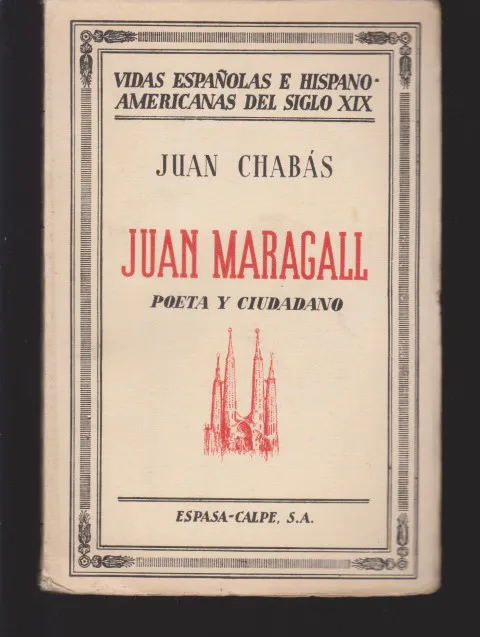 VIDAS ESPAÑOLAS E HISPANO-
AMERICANAS DEL SIGLO XIX
JUAN CHABÁS
JUAN MARAGALL
POETA Y CIUDADANO
ESPASA-CALPE, S.A.